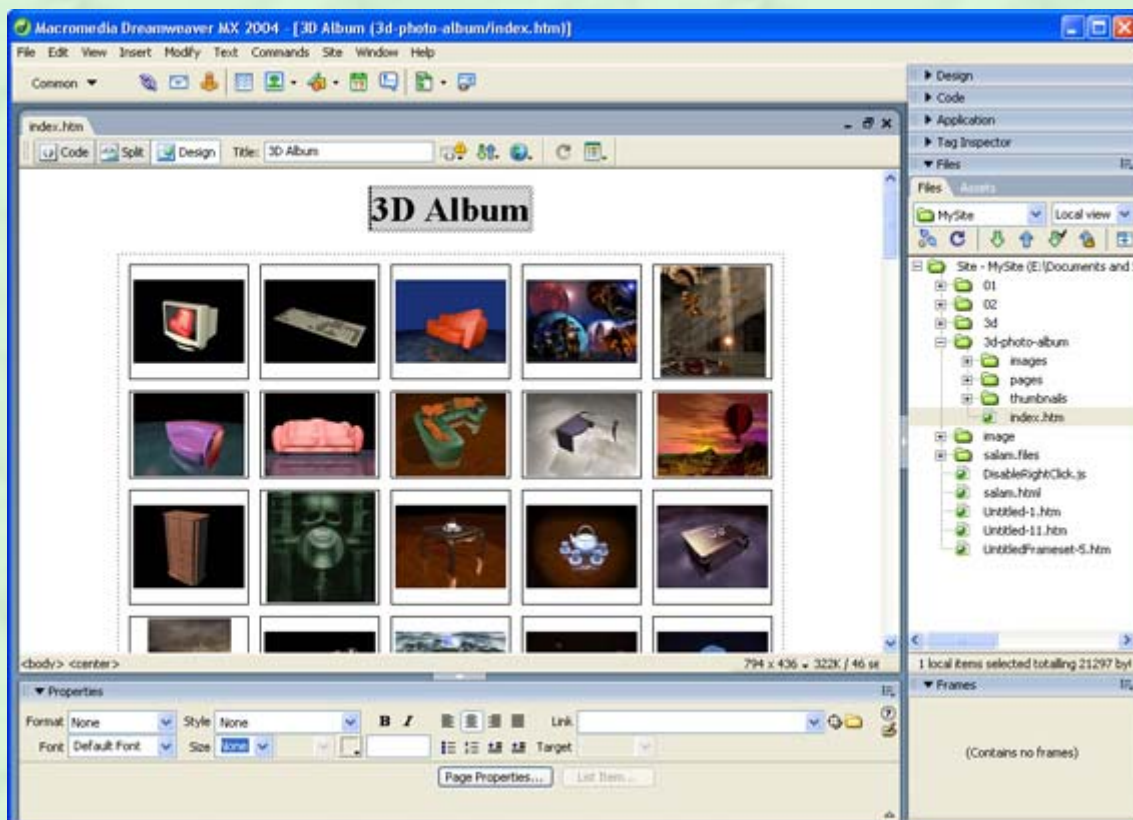 Macromedia Dreamweaver MX 2004 - [3D Album (3d-photo-album/index.htm)]
File Edit View Insert Modify Text Commands Site Window Help
Common
index.htm
Code Split Design Title: 3D Album
3D Album
<body> <center>
794 x 436 322K / 46 se
Properties
Format None Style None B I Link
Font Default Font Size None Target
Page Properties... List Item...
Design
Code
Application
Tag Inspector
Files
Files Assets
MySite Local view
Site - MySite (E:\Documents and
01
02
3d
3d-photo-album
images
pages
thumbnails
index.htm
image
salam.files
DisableRightClick.js
salam.html
Untitled-1.htm
Untitled-11.htm
UntitledFrameset-5.htm
1 local items selected totalling 21297 byt
Frames
(Contains no frames)